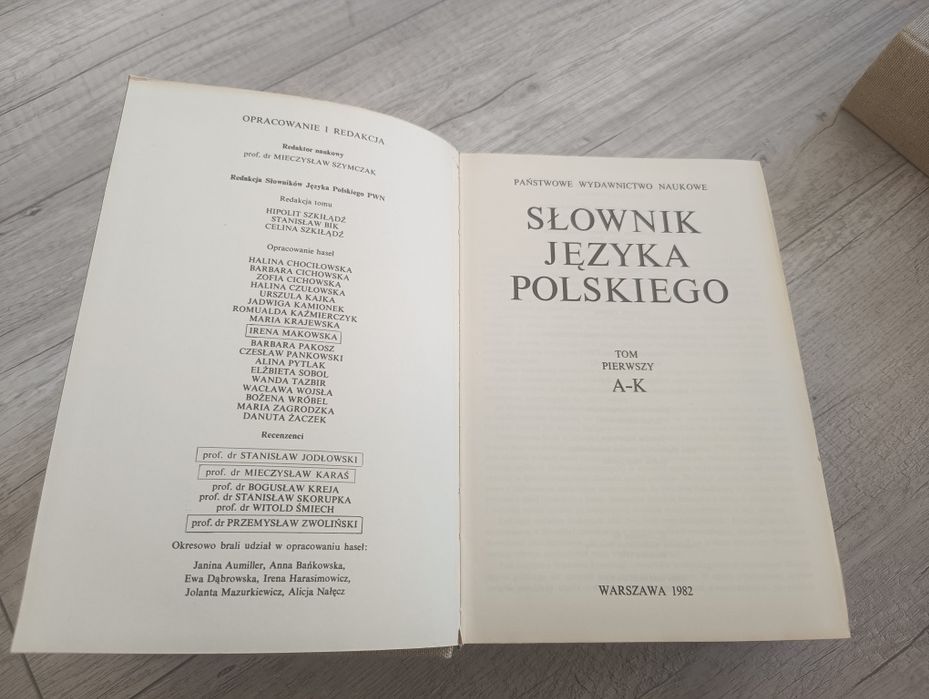 OPRACOWANIE I REDAKCJA
Redaktor naukowy
prof. dr MIECZYSŁAW SZYMCZAK
Redakcja Słowników Języka Polskiego PWN
Redakcja tomu
HIPOLIT SZKIŁĄDŹ
STANISŁAW BIK
CELINA SZKIŁĄDŹ
Opracowanie haseł
HALINA CHOCIŁOWSKA
BARBARA CICHOWSKA
ZOFIA CICHOWSKA
HALINA CZUŁOWSKA
URSZULA KAJKA
JADWIGA KAMIONEK
ROMUALDA KAŹMIERCZYK
MARIA KRAJEWSKA
IRENA MAKOWSKA
BARBARA PAKOSZ
CZESŁAW PANKOWSKI
ALINA PYTLAK
ELŻBIETA SOBOL
WANDA TAZBIR
WACŁAWA WOJSŁA
BOŻENA WRÓBEL
MARIA ZAGRODZKA
DANUTA ŻACZEK
Recenzenci
prof. dr STANISŁAW JODŁOWSKI
prof. dr MIECZYSŁAW KARAŚ
prof. dr BOGUSŁAW KREJA
prof. dr STANISŁAW SKORUPKA
prof. dr WITOLD ŚMIECH
prof. dr PRZEMYSŁAW ZWOLIŃSKI
Okresowo brali udział w opracowaniu haseł:
Janina Aumiller, Anna Bańkowska,
Ewa Dąbrowska, Irena Harasimowicz,
Jolanta Mazurkiewicz, Alicja Nałęcz
PAŃSTWOWE WYDAWNICTWO NAUKOWE
SŁOWNIK
JĘZYKA
POLSKIEGO
TOM
PIERWSZY
A-K
WARSZAWA 1982